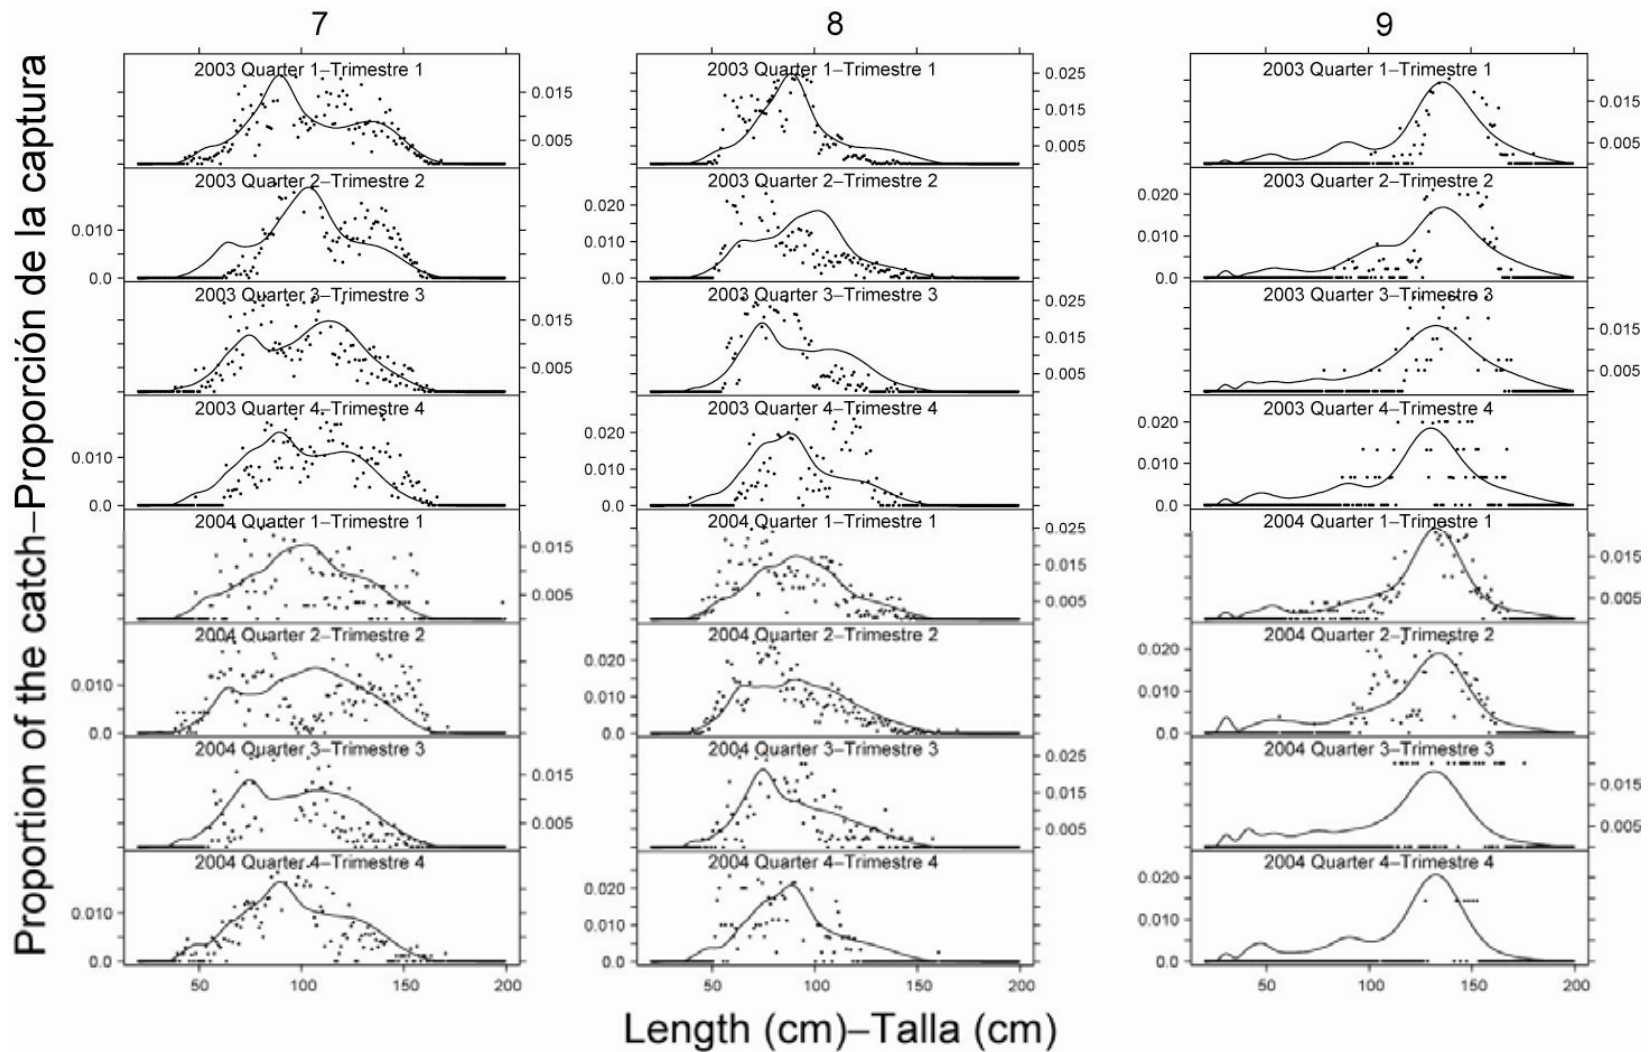 7 8 9
Proportion of the catch–Proporción de la captura
2003 Quarter 1–Trimestre 1 2003 Quarter 1–Trimestre 1 2003 Quarter 1–Trimestre 1
0.015 0.025 0.015
0.005 0.015 0.005
0.005
2003 Quarter 2–Trimestre 2 2003 Quarter 2–Trimestre 2 2003 Quarter 2–Trimestre 2
0.010 0.020 0.020
0.0 0.010 0.010
0.0 0.0
2003 Quarter 3–Trimestre 3 2003 Quarter 3–Trimestre 3 2003 Quarter 3–Trimestre 3
0.015 0.025 0.015
0.005 0.015 0.005
0.005
2003 Quarter 4–Trimestre 4 2003 Quarter 4–Trimestre 4 2003 Quarter 4–Trimestre 4
0.010 0.020 0.020
0.0 0.010 0.010
0.0 0.0
2004 Quarter 1–Trimestre 1 2004 Quarter 1–Trimestre 1 2004 Quarter 1–Trimestre 1
0.015 0.025 0.015
0.005 0.015 0.005
0.005
2004 Quarter 2–Trimestre 2 2004 Quarter 2–Trimestre 2 2004 Quarter 2–Trimestre 2
0.010 0.020 0.020
0.0 0.010 0.010
0.0 0.0
2004 Quarter 3–Trimestre 3 2004 Quarter 3–Trimestre 3 2004 Quarter 3–Trimestre 3
0.015 0.025 0.015
0.005 0.015 0.005
0.005
2004 Quarter 4–Trimestre 4 2004 Quarter 4–Trimestre 4 2004 Quarter 4–Trimestre 4
0.010 0.020 0.020
0.0 0.010 0.010
0.0 0.0
50 100 150 200 50 100 150 200 50 100 150 200
Length (cm)–Talla (cm)